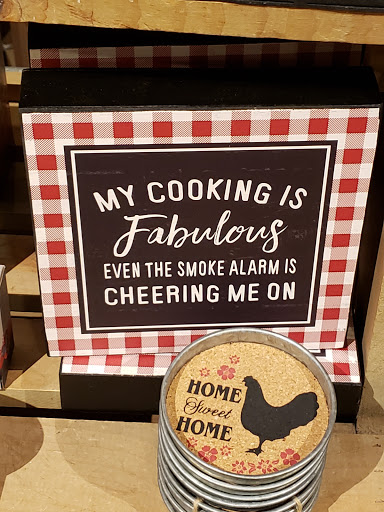 MY COOKING IS
Fabulous
EVEN THE SMOKE ALARM IS
CHEERING ME ON
HOME
Sweet
HOME